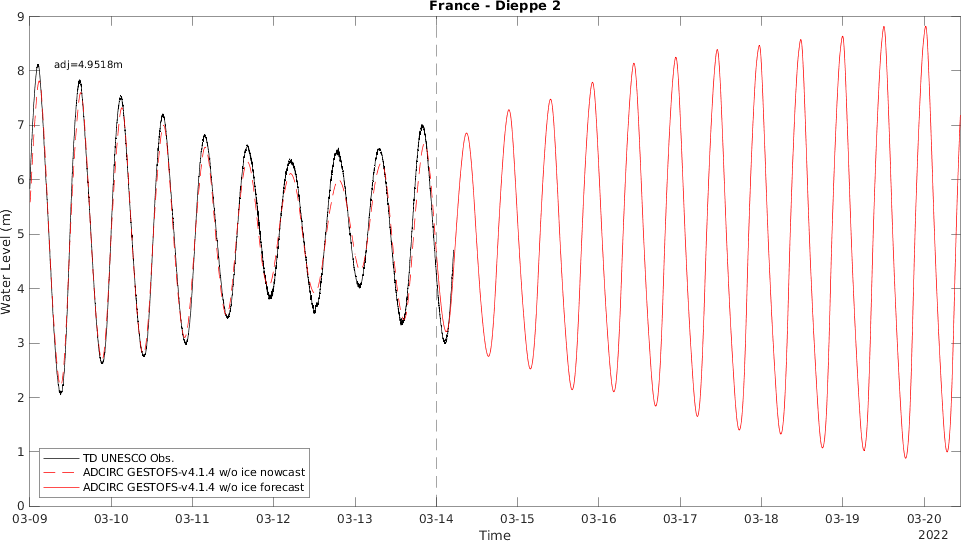 France - Dieppe 2
9
8
7
6
5
4
3
2
1
0
Water Level (m)
adj=4.9518m
TD UNESCO Obs.
ADCIRC GESTOFS-v4.1.4 w/o ice nowcast
ADCIRC GESTOFS-v4.1.4 w/o ice forecast
03-09 03-10 03-11 03-12 03-13 03-14 03-15 03-16 03-17 03-18 03-19 03-20
Time
2022